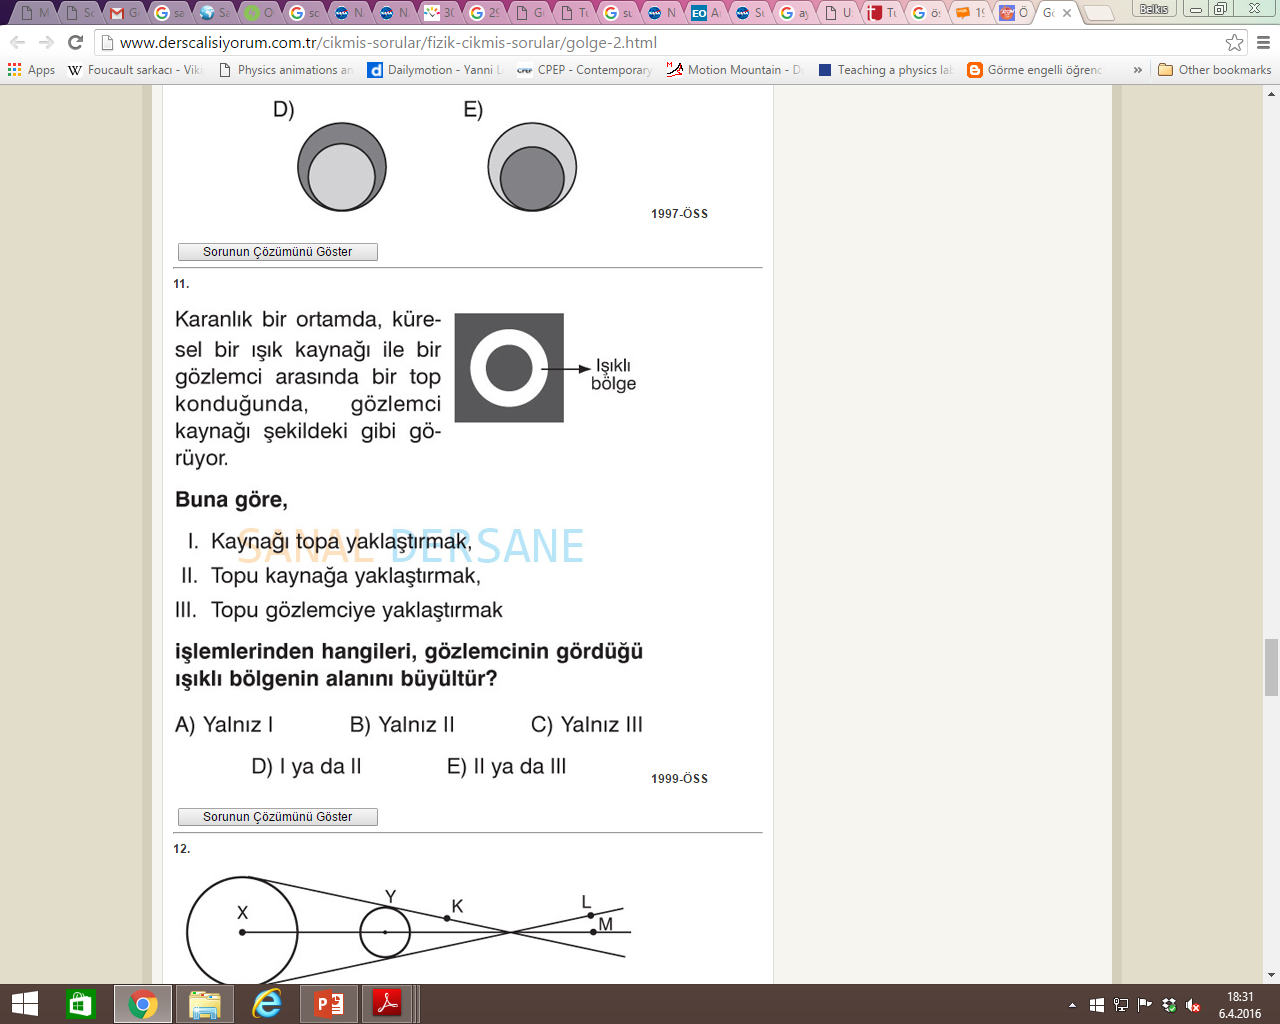 Belkis
www.derscalisiyorum.com.tr/cikmis-sorular/fizik-cikmis-sorular/golge-2.html
Apps Foucault sarkacı - Viki Physics animations an Dailymotion - Yanni L CPEP - Contemporary Motion Mountain - Teaching a physics lab Görme engelli öğrenc » Other bookmarks
D) E)
1997-ÖSS
Sorunun Çözümünü Göster
11.
Karanlık bir ortamda, küre-
sel bir ışık kaynağı ile bir
gözlemci arasında bir top
konduğunda, gözlemci
kaynağı şekildeki gibi gö-
rüyor.
Işıklı
bölge
Buna göre,
SANAL DERSANE
I. Kaynağı topa yaklaştırmak,
II. Topu kaynağa yaklaştırmak,
III. Topu gözlemciye yaklaştırmak
işlemlerinden hangileri, gözlemcinin gördüğü
ışıklı bölgenin alanını büyültür?
A) Yalnız I B) Yalnız II C) Yalnız III
D) I ya da II E) II ya da III
1999-ÖSS
Sorunun Çözümünü Göster
12.
X Y K L M
18:31
6.4.2016